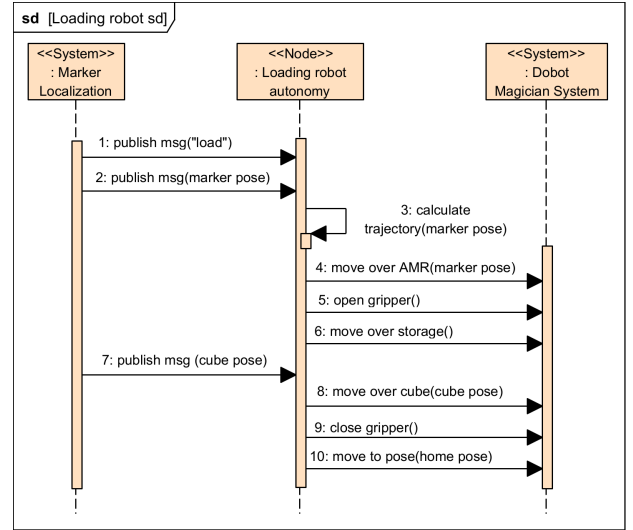 sd [Loading robot sd]
<<System>>
: Marker
Localization
<<Node>>
: Loading robot
autonomy
<<System>>
: Dobot
Magician System
1: publish msg("load")
2: publish msg(marker pose)
3: calculate
trajectory(marker pose)
4: move over AMR(marker pose)
5: open gripper()
6: move over storage()
7: publish msg (cube pose)
8: move over cube(cube pose)
9: close gripper()
10: move to pose(home pose)